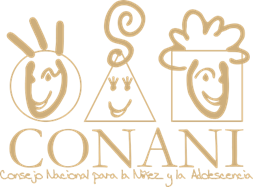 CONANI
Consejo Nacional para la Niñez y la Adolescencia